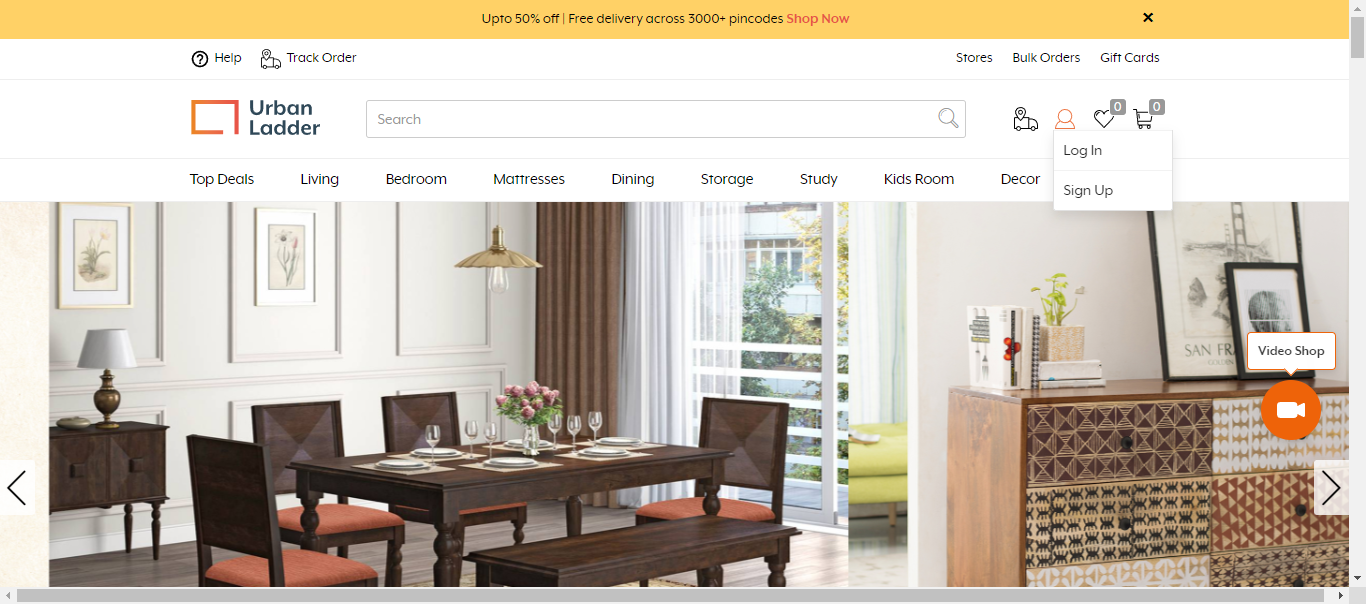 Upto 50% off | Free delivery across 3000+ pincodes Shop Now
Help
Track Order
Stores
Bulk Orders
Gift Cards
Urban
Ladder
Search
0
0
Log In
Sign Up
Top Deals
Living
Bedroom
Mattresses
Dining
Storage
Study
Kids Room
Decor
SAN FRA
Video Shop